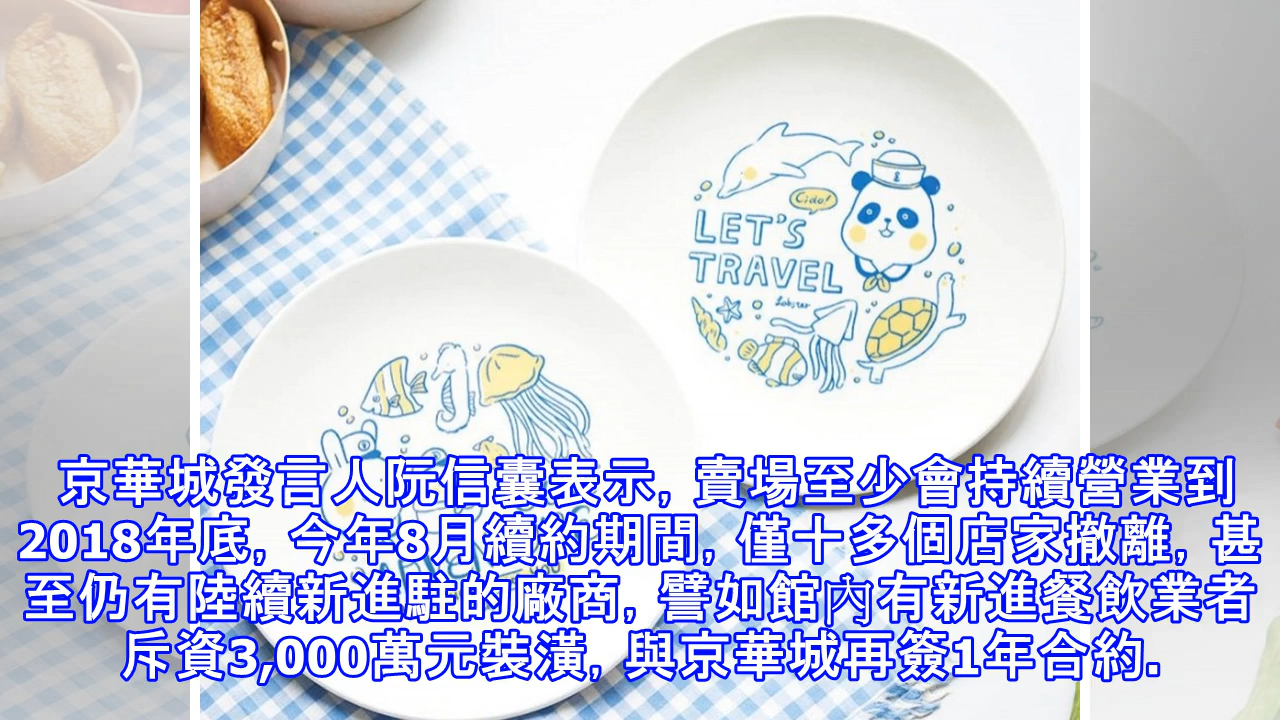 Cido!
LET'S
TRAVEL
Lobster
京華城發言人阮信囊表示, 賣場至少會持續營業到
2018年底, 今年8月續約期間, 僅十多個店家撤離, 甚
至仍有陸續新進駐的廠商, 譬如館內有新進餐飲業者
斥資3,000萬元裝潢, 與京華城再簽1年合約.